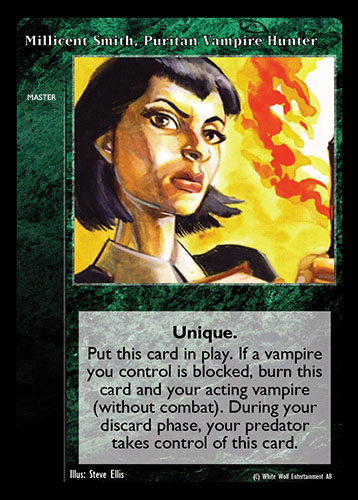 Millicent Smith, Puritan Vampire Hunter
MASTER
Unique.
Put this card in play. If a vampire
you control is blocked, burn this
card and your acting vampire
(without combat). During your
discard phase, your predator
takes control of this card.
Illus: Steve Ellis
(C) White Wolf Entertainment AB